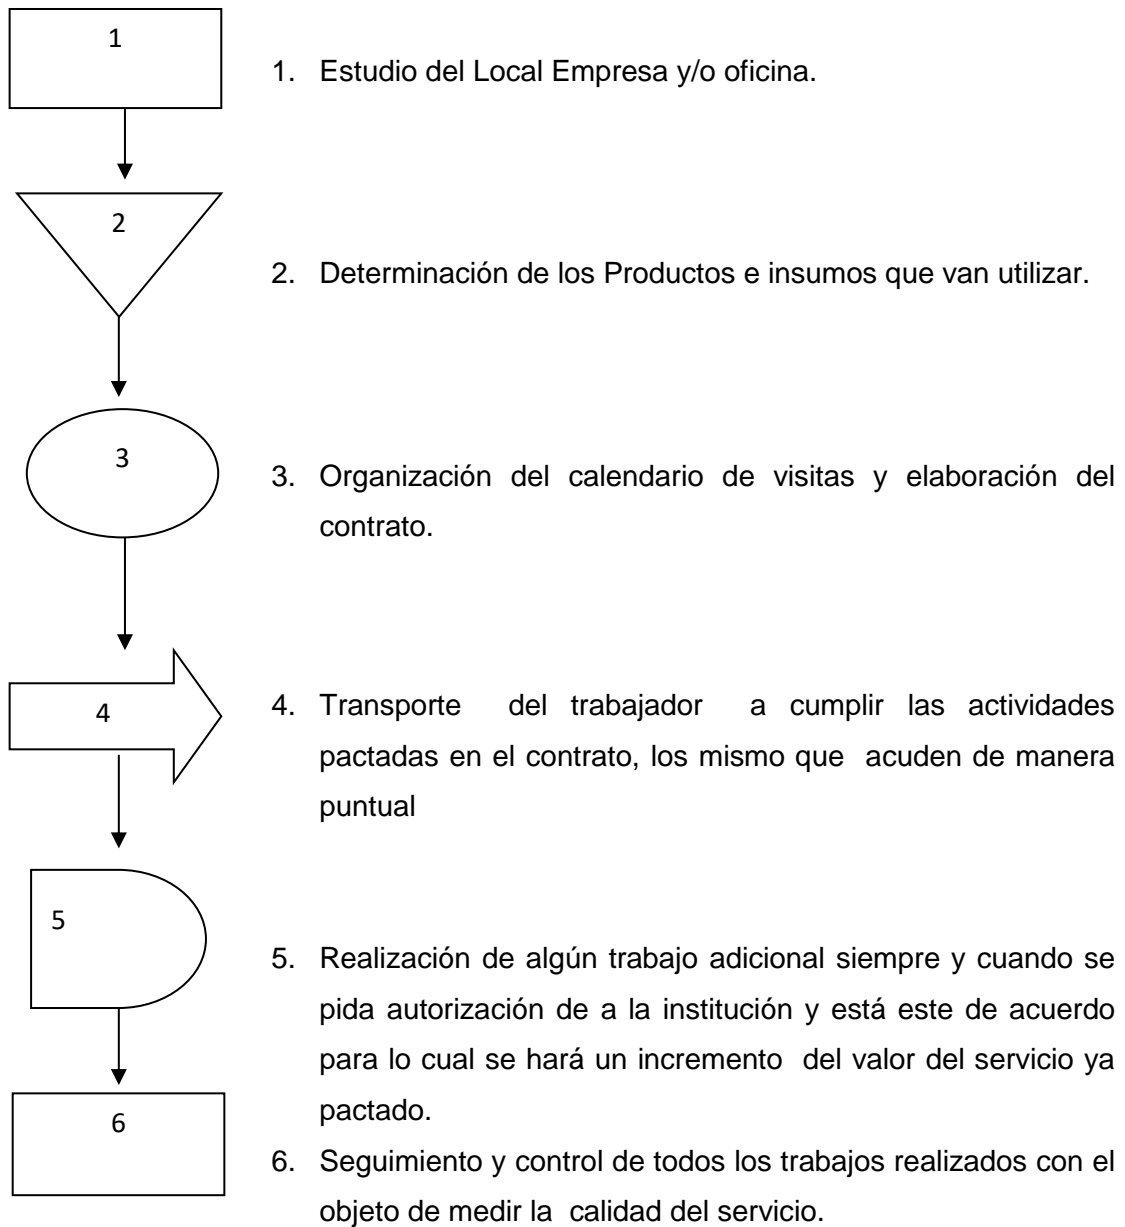 1
1. Estudio del Local Empresa y/o oficina.
2
2. Determinación de los Productos e insumos que van utilizar.
3
3. Organización del calendario de visitas y elaboración del
contrato.
4
4. Transporte del trabajador a cumplir las actividades
pactadas en el contrato, los mismo que acuden de manera
puntual
5
5. Realización de algún trabajo adicional siempre y cuando se
pida autorización de a la institución y está este de acuerdo
para lo cual se hará un incremento del valor del servicio ya
pactado.
6
6. Seguimiento y control de todos los trabajos realizados con el
objeto de medir la calidad del servicio.